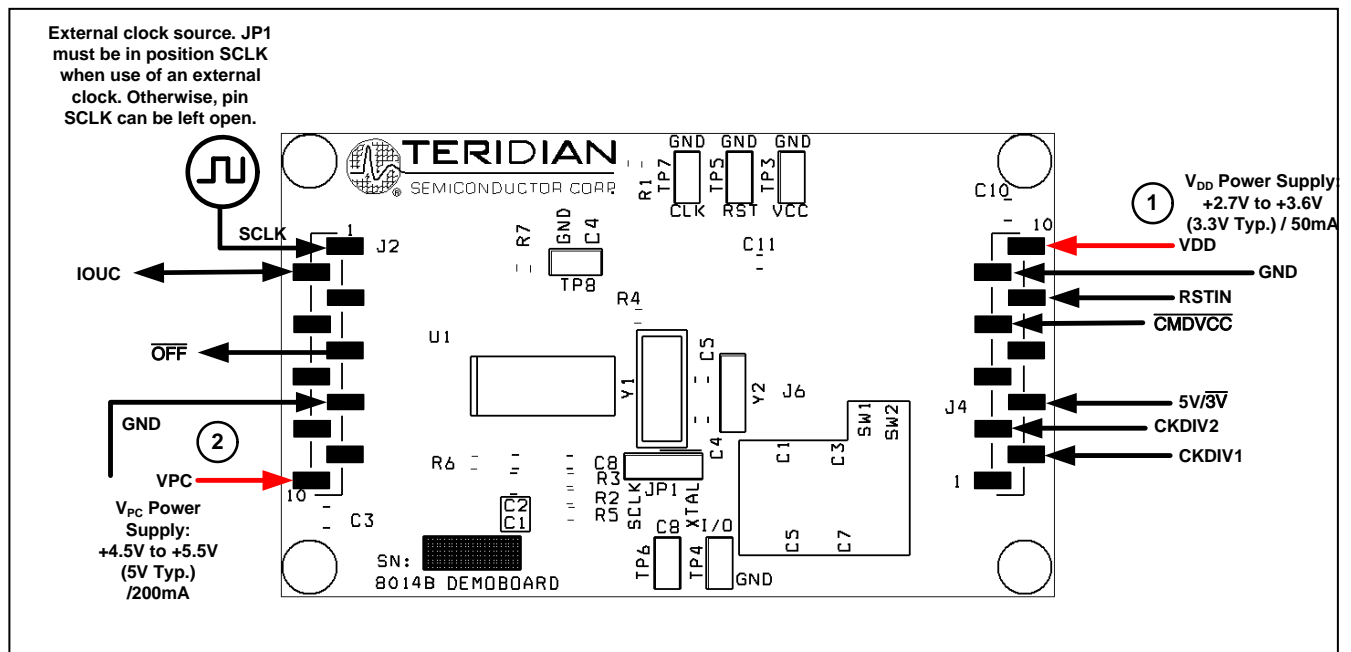 External clock source. JP1
must be in position SCLK
when use of an external
clock. Otherwise, pin
SCLK can be left open.
TERIDIAN
SEMICONDUCTOR CORP.
®
R1
TP7
GND
CLK
TP5
GND
RST
TP3
GND
VCC
C10
1
V_DD Power Supply:
+2.7V to +3.6V
(3.3V Typ.) / 50mA
SCLK
1
J2
R7
GND
C4
TP8
C11
10
VDD
IOUC
GND
RSTIN
R4
CMDVCC
U1
OFF
Y1
C5
Y2
C4
J6
SW1
SW2
J4
5V/3V
GND
2
CKDIV2
C1
C3
CKDIV1
VPC
10
R6
C8
R3
R2
R5
JP1
SCLK
XTAL
1
V_PC Power
Supply:
+4.5V to +5.5V
(5V Typ.)
/200mA
C3
C2
C1
C8
TP6
I/O
TP4
GND
C5
C7
SN:
8014B DEMOBOARD